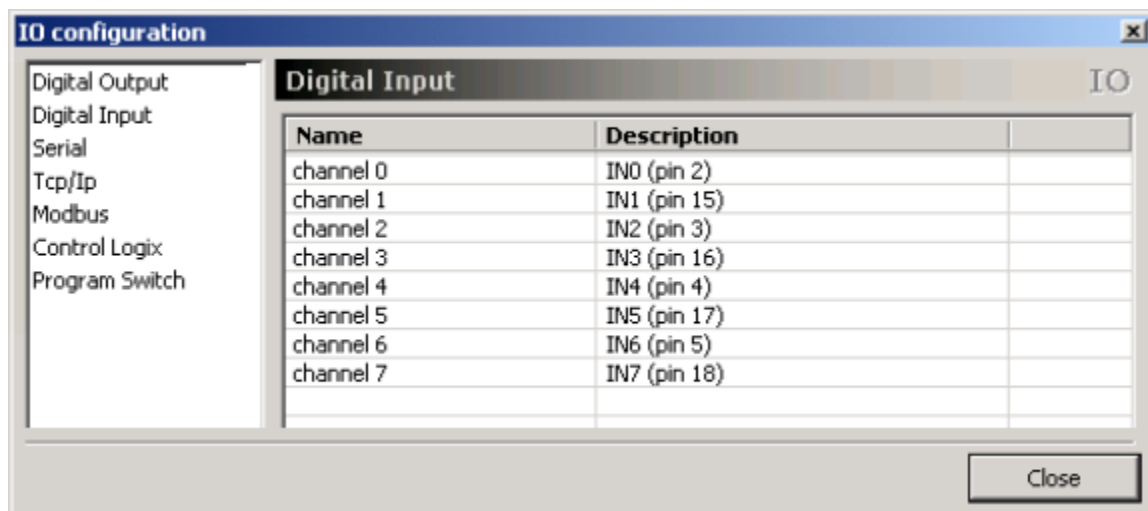 IO configuration
Digital Output
Digital Input
Serial
Tcp/Ip
Modbus
Control Logix
Program Switch
Digital Input IO
Name Description
channel 0 IN0 (pin 2)
channel 1 IN1 (pin 15)
channel 2 IN2 (pin 3)
channel 3 IN3 (pin 16)
channel 4 IN4 (pin 4)
channel 5 IN5 (pin 17)
channel 6 IN6 (pin 5)
channel 7 IN7 (pin 18)
Close